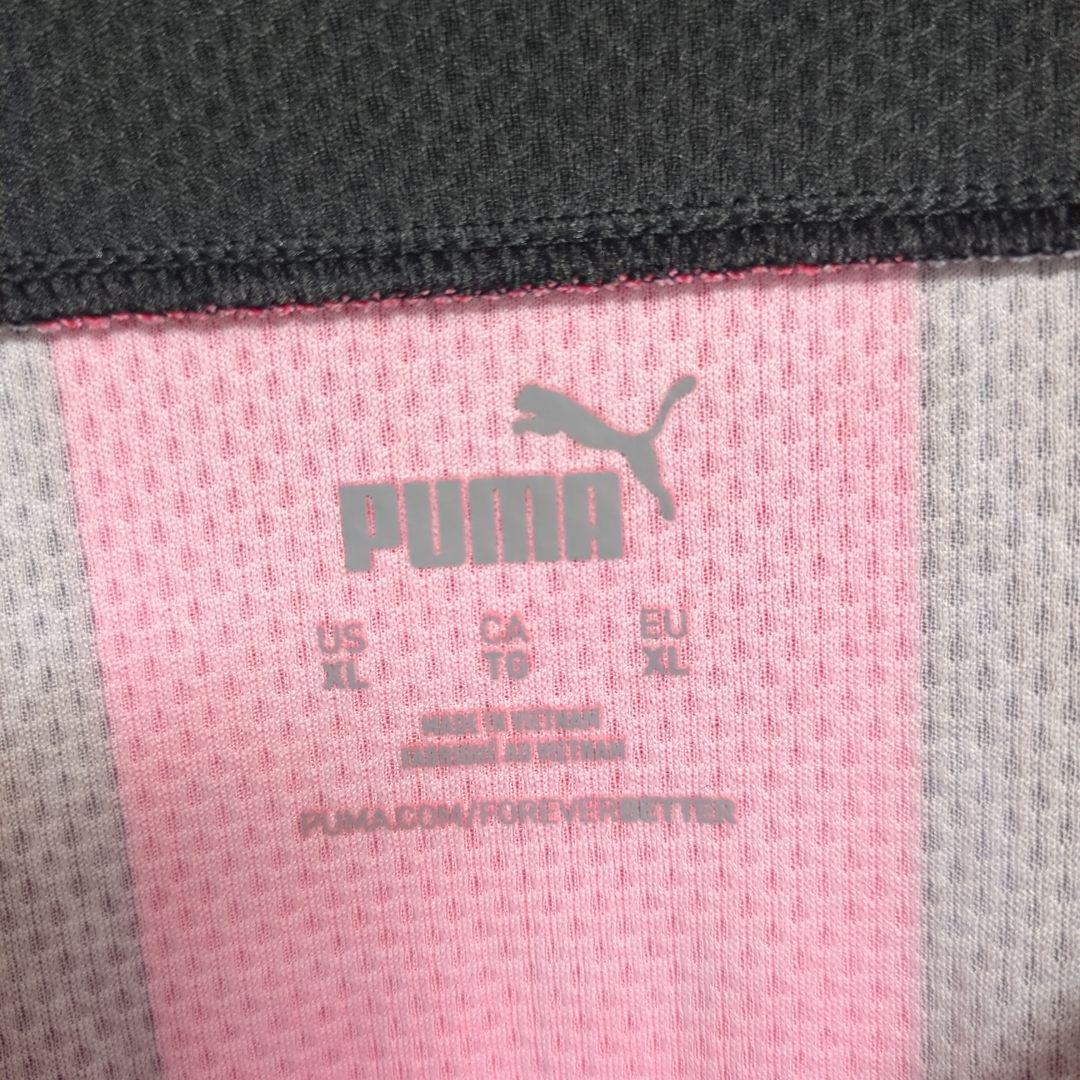 PUMA
US CA EU
XL TG XL
MADE IN VIETNAM
FABRIQUÉ AU VIETNAM
PUMA.COM/FOREVERBETTER